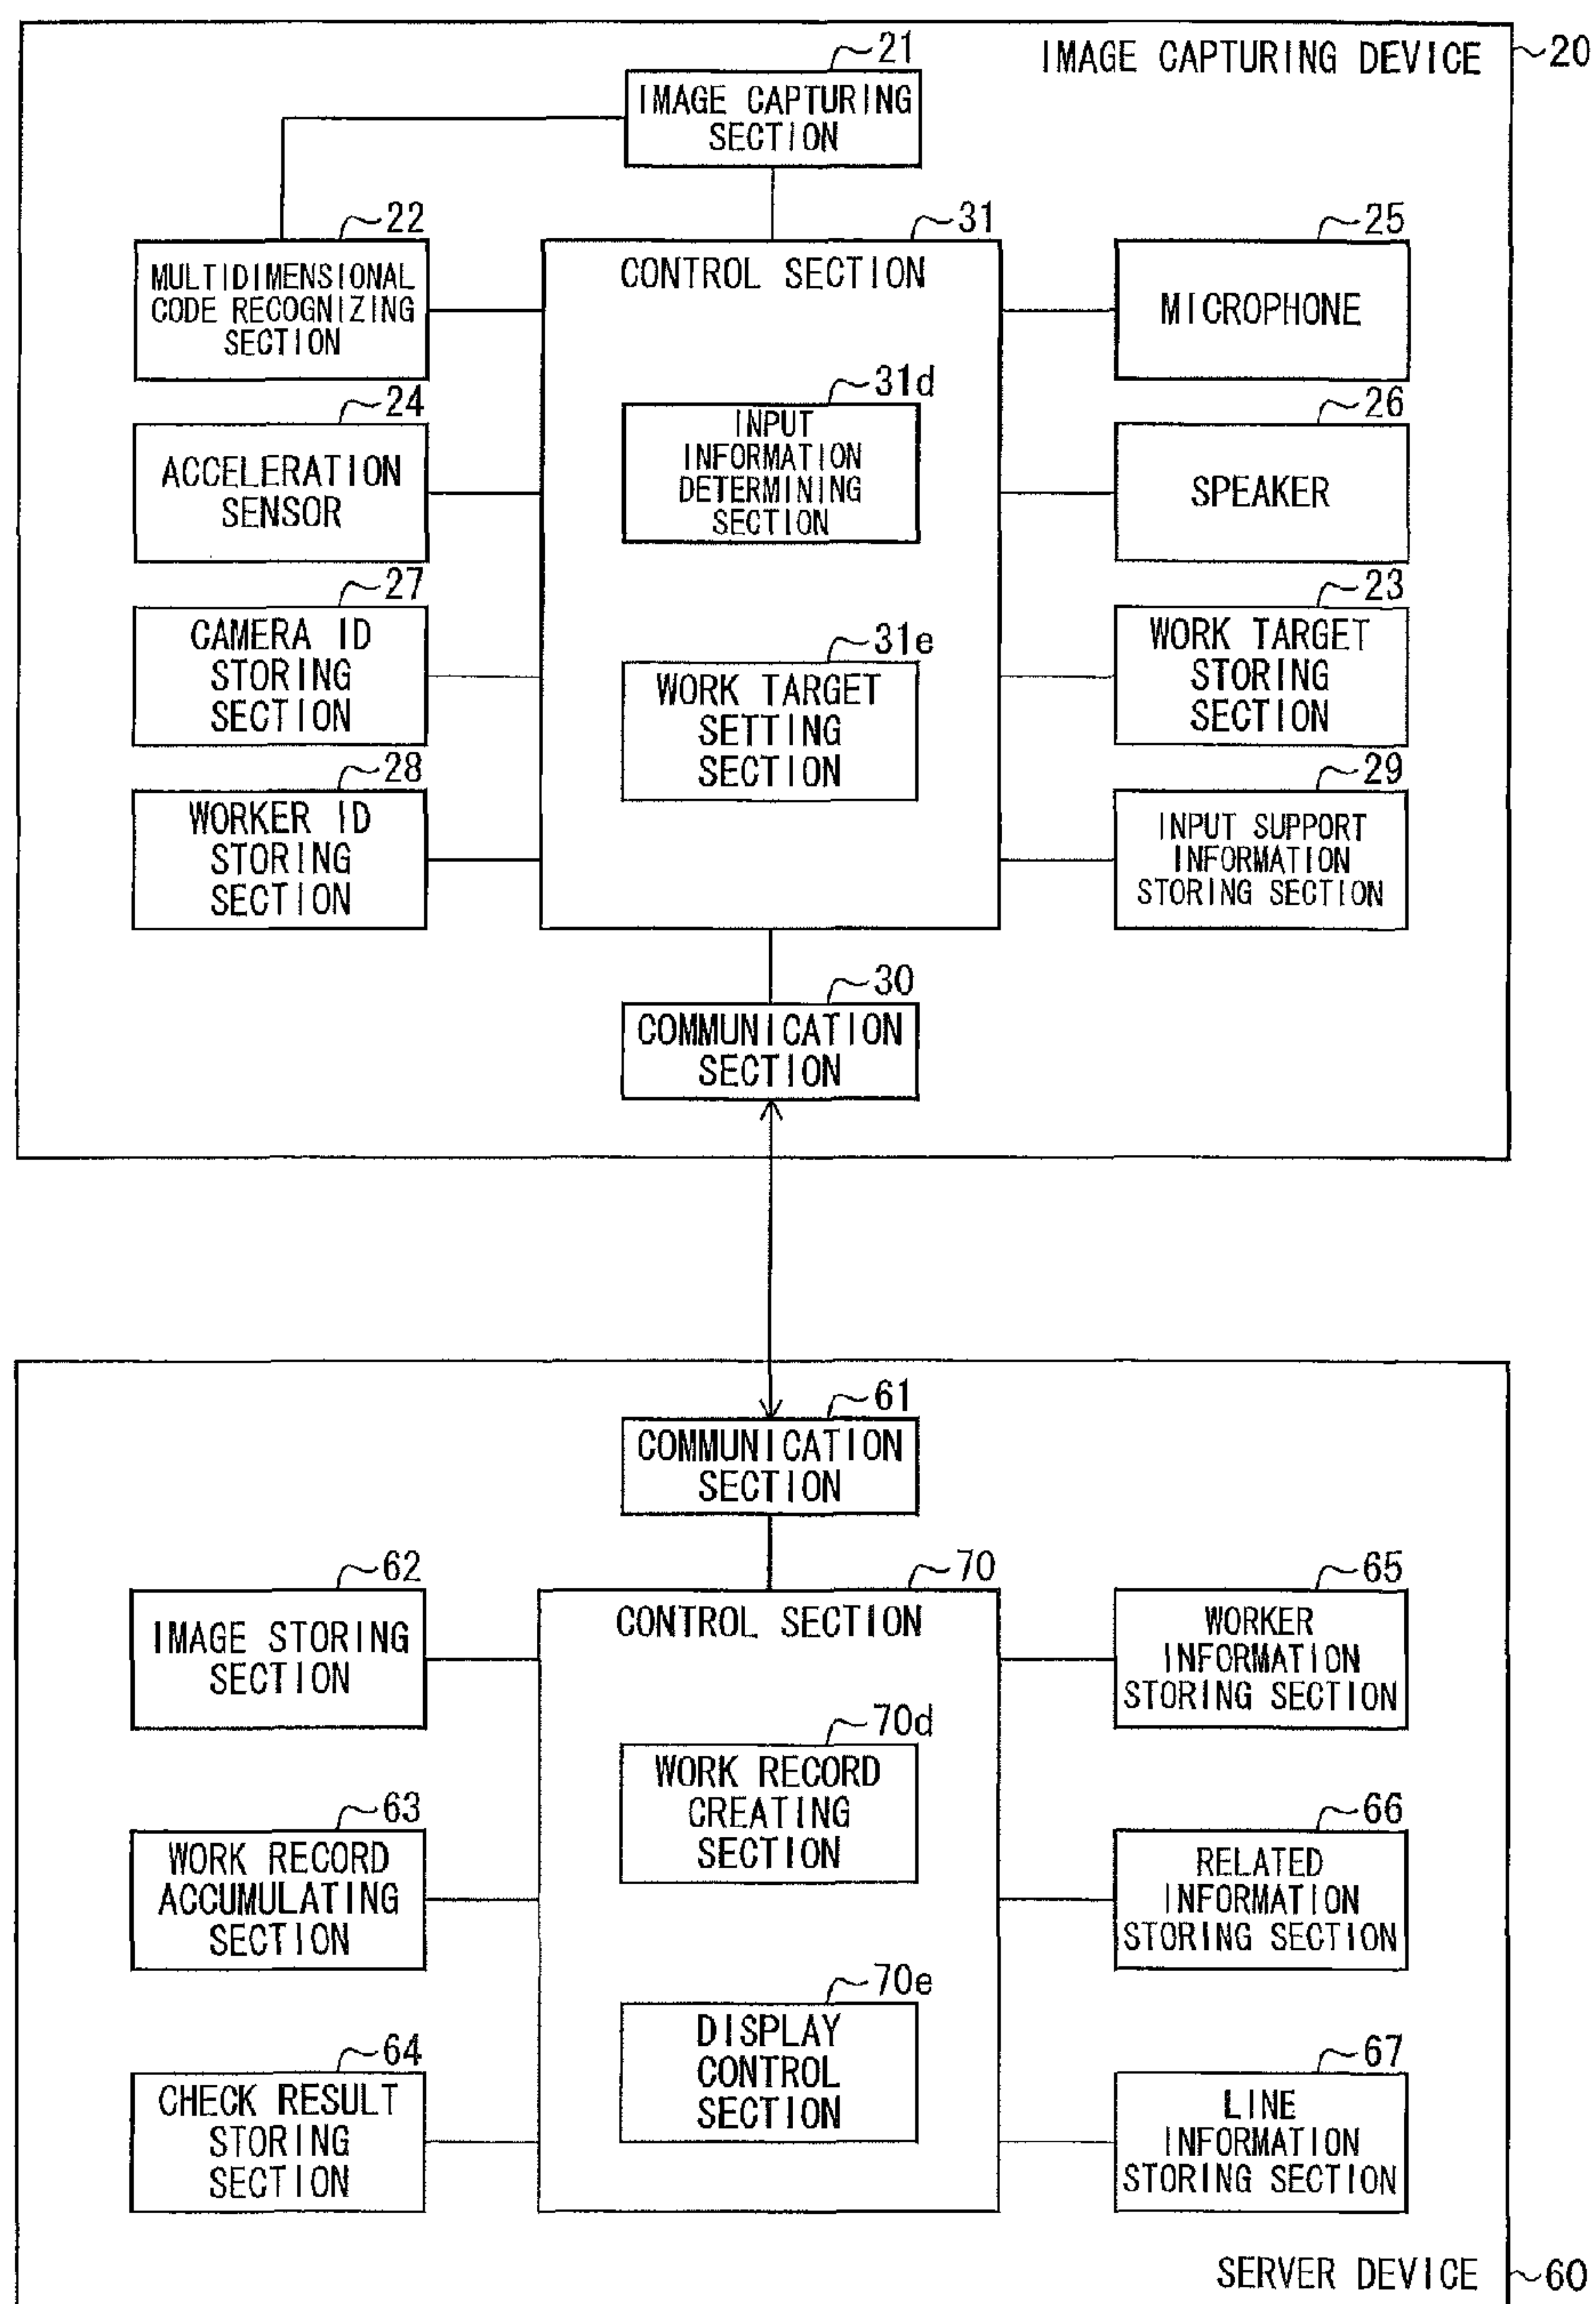 IMAGE CAPTURING DEVICE
20
21
IMAGE CAPTURING
SECTION
22
MULTIDIMENSIONAL
CODE RECOGNIZING
SECTION
31
CONTROL SECTION
25
MICROPHONE
24
ACCELERATION
SENSOR
31d
INPUT
INFORMATION
DETERMINING
SECTION
26
SPEAKER
27
CAMERA ID
STORING
SECTION
31e
WORK TARGET
SETTING
SECTION
23
WORK TARGET
STORING
SECTION
28
WORKER ID
STORING
SECTION
29
INPUT SUPPORT
INFORMATION
STORING SECTION
30
COMMUNICATION
SECTION
61
COMMUNICATION
SECTION
62
IMAGE STORING
SECTION
70
CONTROL SECTION
65
WORKER
INFORMATION
STORING SECTION
63
WORK RECORD
ACCUMULATING
SECTION
70d
WORK RECORD
CREATING
SECTION
66
RELATED
INFORMATION
STORING SECTION
64
CHECK RESULT
STORING
SECTION
70e
DISPLAY
CONTROL
SECTION
67
LINE
INFORMATION
STORING SECTION
SERVER DEVICE
60